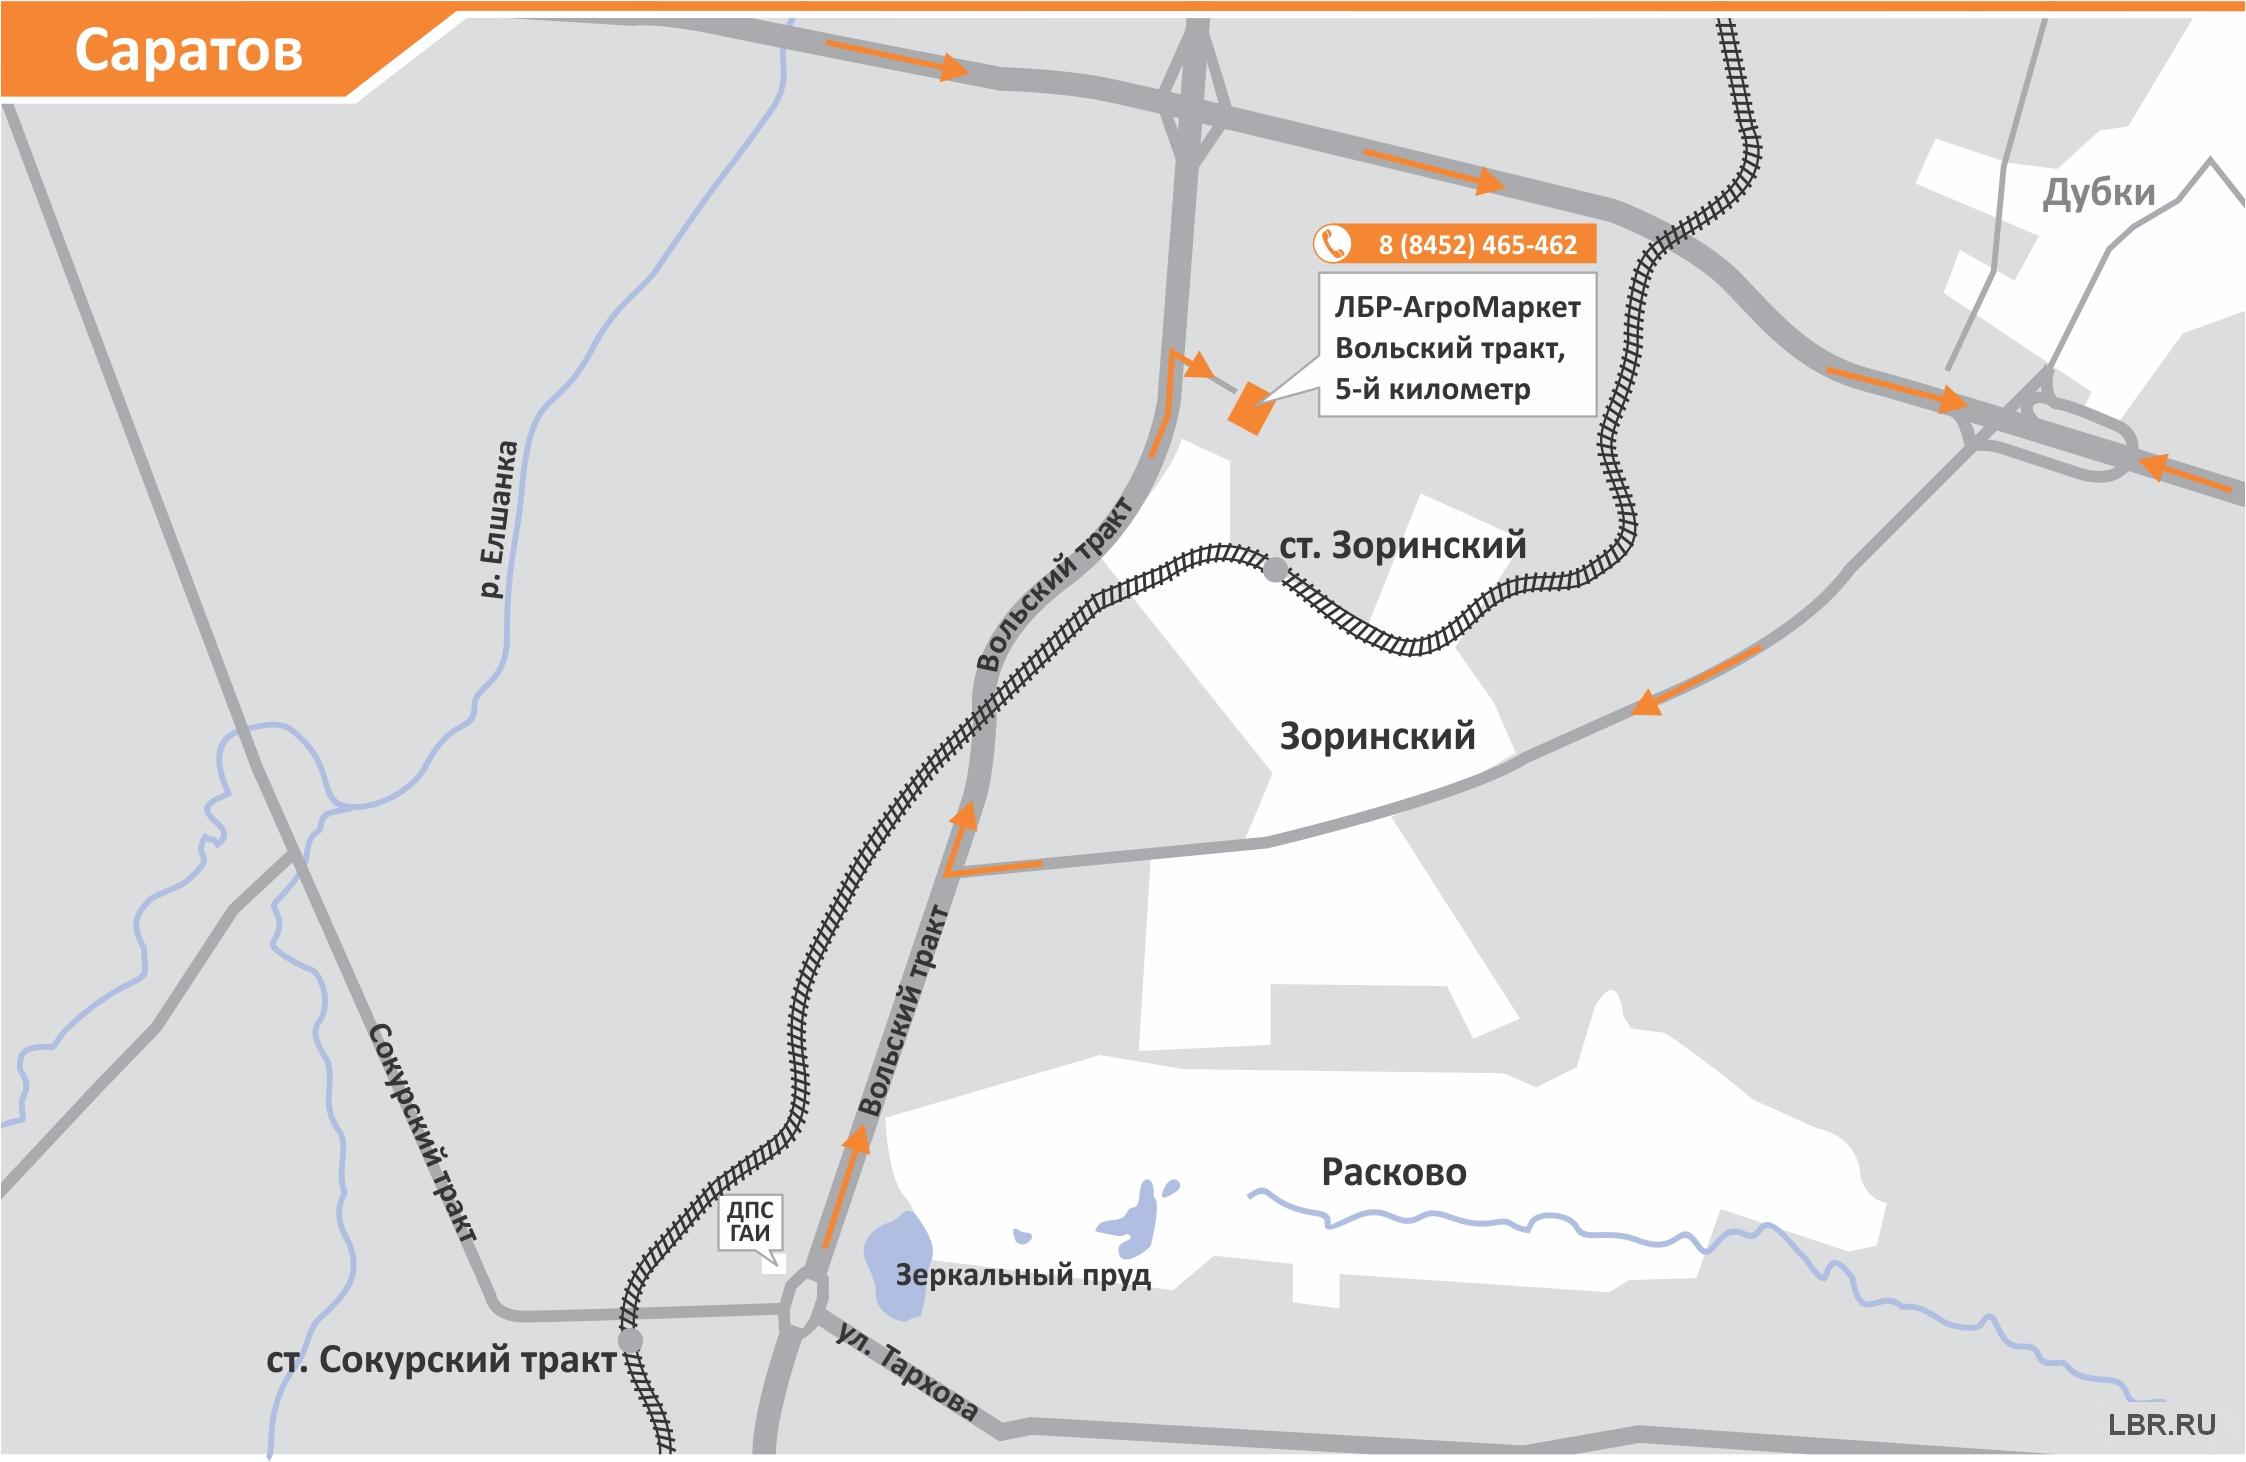 Саратов
Дубки
8 (8452) 465-462
ЛБР-АгроМаркет
Вольский тракт,
5-й километр
р. Елшанка
Вольский тракт
ст. Зоринский
Зоринский
Вольский тракт
Сокурский тракт
Расково
ДПС
ГАИ
Зеркальный пруд
ст. Сокурский тракт
ул. Тархова
LBR.RU